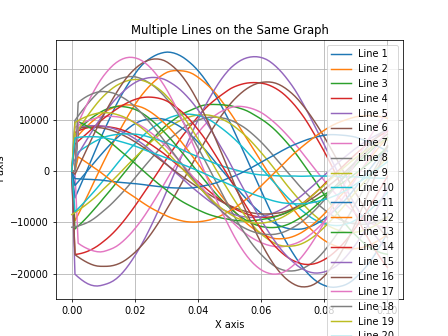 Multiple Lines on the Same Graph
20000
10000
0
−10000
−20000
0.00
0.02
0.04
0.06
X axis
Line 1
Line 2
Line 3
Line 4
Line 5
Line 6
Line 7
Line 8
Line 9
Line 10
Line 11
Line 12
Line 13
Line 14
Line 15
Line 16
Line 17
Line 18
Line 19
Line 20